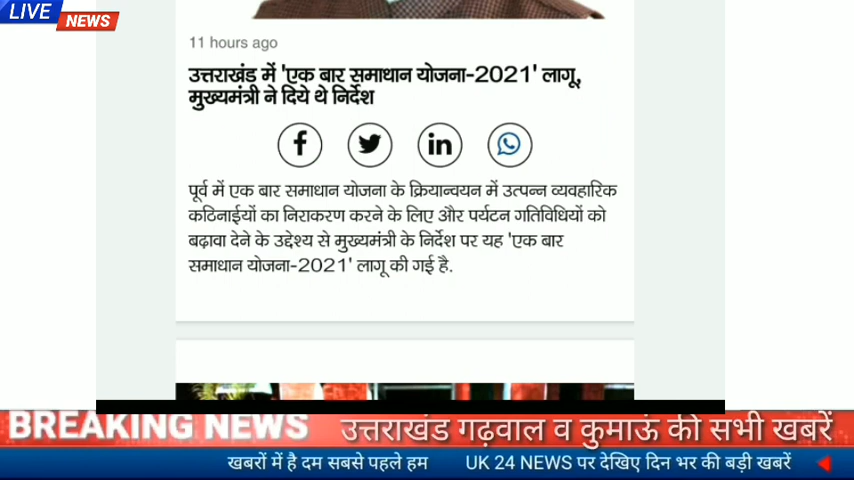 LIVE
NEWS
11 hours ago
उत्तराखंड में 'एक बार समाधान योजना-2021' लागू,
मुख्यमंत्री ने दिये थे निर्देश
पूर्व में एक बार समाधान योजना के क्रियान्वयन में उत्पन्न व्यवहारिक
कठिनाईयों का निराकरण करने के लिए और पर्यटन गतिविधियों को
बढ़ावा देने के उद्देश्य से मुख्यमंत्री के निर्देश पर यह 'एक बार
समाधान योजना-2021' लागू की गई है.
BREAKING NEWS उत्तराखंड गढ़वाल व कुमाऊं की सभी खबरें
खबरों में है दम सबसे पहले हम UK 24 NEWS पर देखिए दिन भर की बड़ी खबरें